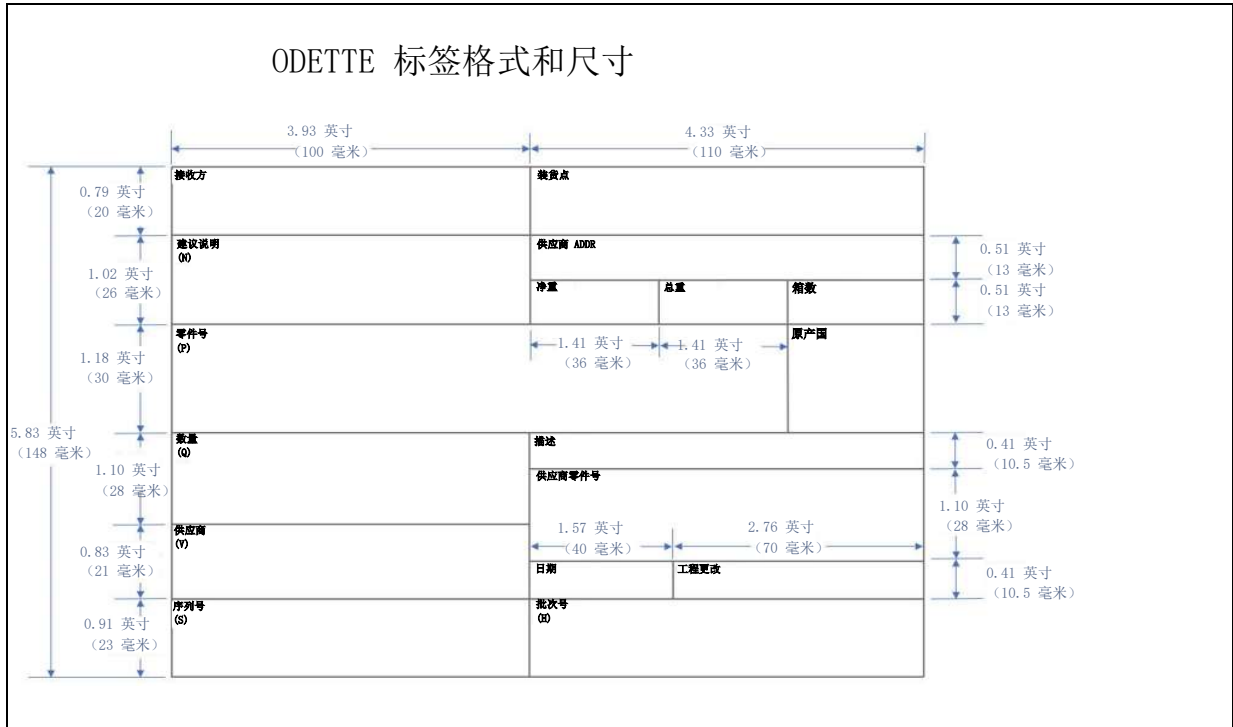 ODETTE 标签格式和尺寸
3.93 英寸
(100 毫米)
4.33 英寸
(110 毫米)
接收方
装货点
0.79 英寸
(20 毫米)
建议说明
(N)
供应商 ADDR
0.51 英寸
(13 毫米)
1.02 英寸
(26 毫米)
净重
总重
箱数
0.51 英寸
(13 毫米)
零件号
(P)
原产国
1.41 英寸
(36 毫米)
1.41 英寸
(36 毫米)
1.18 英寸
(30 毫米)
5.83 英寸
(148 毫米)
数量
(Q)
描述
0.41 英寸
(10.5 毫米)
供应商零件号
1.10 英寸
(28 毫米)
1.10 英寸
(28 毫米)
供应商
(V)
1.57 英寸
(40 毫米)
2.76 英寸
(70 毫米)
0.83 英寸
(21 毫米)
日期
工程更改
0.41 英寸
(10.5 毫米)
序列号
(S)
批次号
(H)
0.91 英寸
(23 毫米)